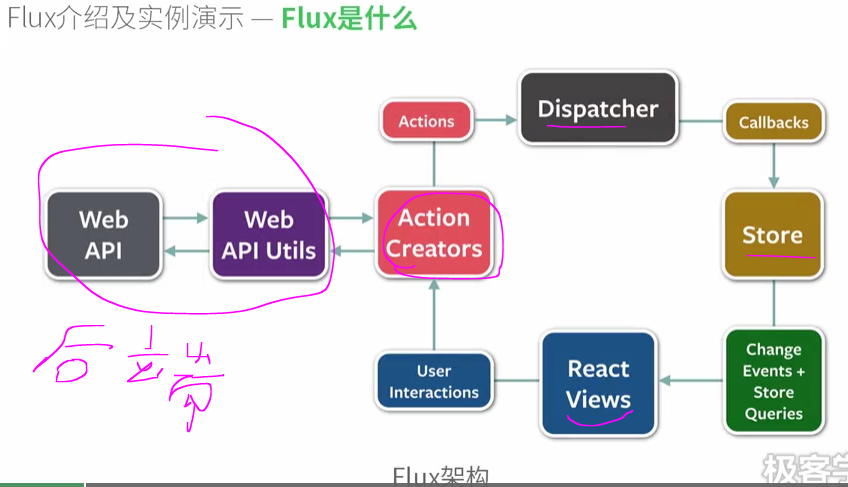 Flux介绍及实例演示 — Flux是什么
Actions
Dispatcher
Callbacks
Web
API
Web
API Utils
Action
Creators
Store
User
Interactions
React
Views
Change
Events +
Store
Queries
Flux架构
极客学